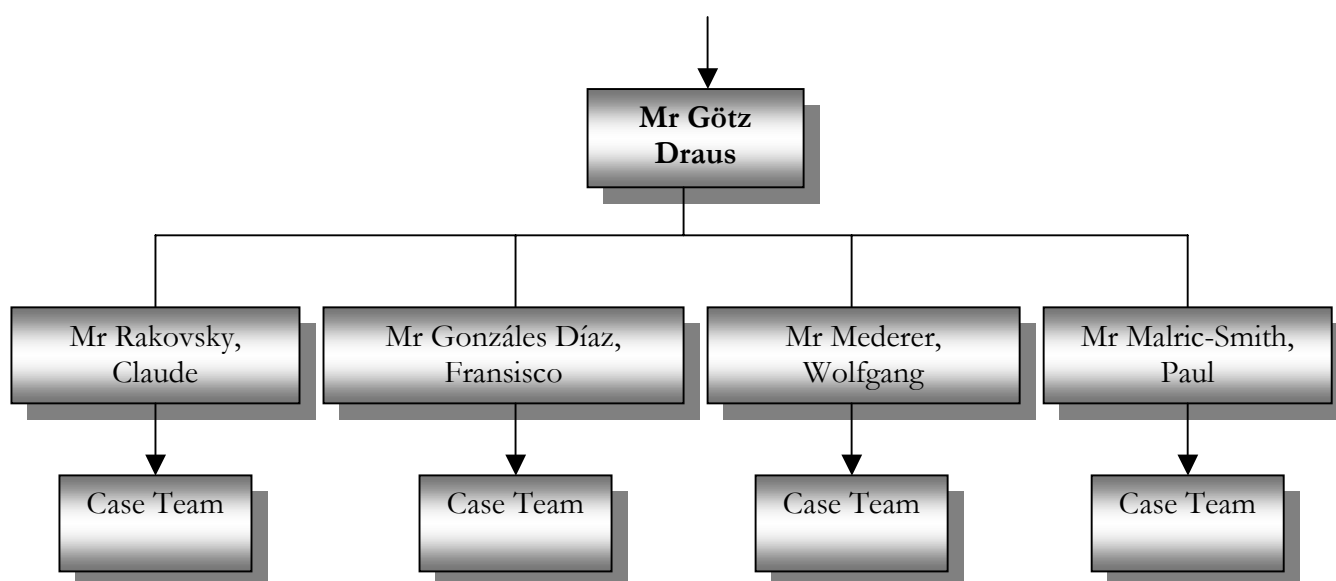 Mr Götz
Draus
Mr Rakovsky,
Claude
Mr Gonzáles Díaz,
Fransisco
Mr Mederer,
Wolfgang
Mr Malric-Smith,
Paul
Case Team
Case Team
Case Team
Case Team